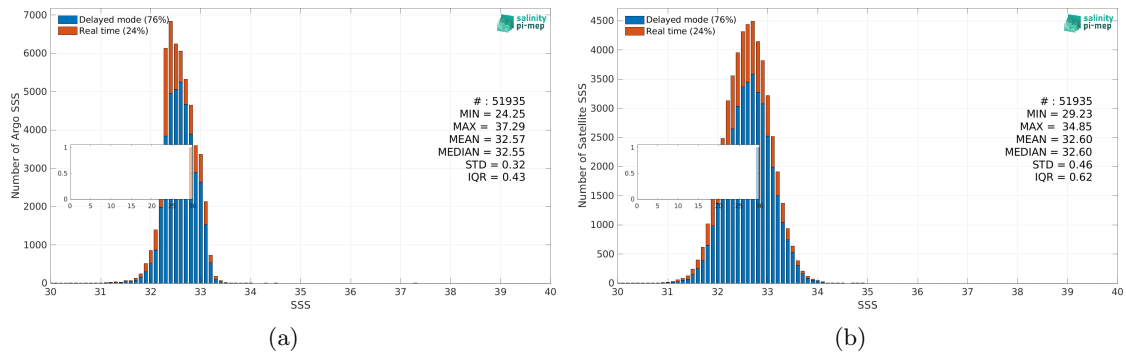 Delayed mode (76%)
Real time (24%)
salinity
pi-mep
7000
6000
5000
4000
3000
2000
1000
0
Number of Argo SSS
# : 51935
MIN = 24.25
MAX = 37.29
MEAN = 32.57
MEDIAN = 32.55
STD = 0.32
IQR = 0.43
1
0.5
0
0 5 10 15 20 25
30 31 32 33 34 35 36 37 38 39 40
SSS
(a)
Delayed mode (76%)
Real time (24%)
salinity
pi-mep
4500
4000
3500
3000
2500
2000
1500
1000
500
0
Number of Satellite SSS
# : 51935
MIN = 29.23
MAX = 34.85
MEAN = 32.60
MEDIAN = 32.60
STD = 0.46
IQR = 0.62
1
0.5
0
0 5 10 15 20 25 30
30 31 32 33 34 35 36 37 38 39 40
SSS
(b)